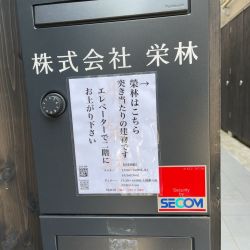 株式会社 栄林
→
栄林はこちら
突き当たりの建物です
エレベーターで二階に
お上がり下さい
Security by
SECOM